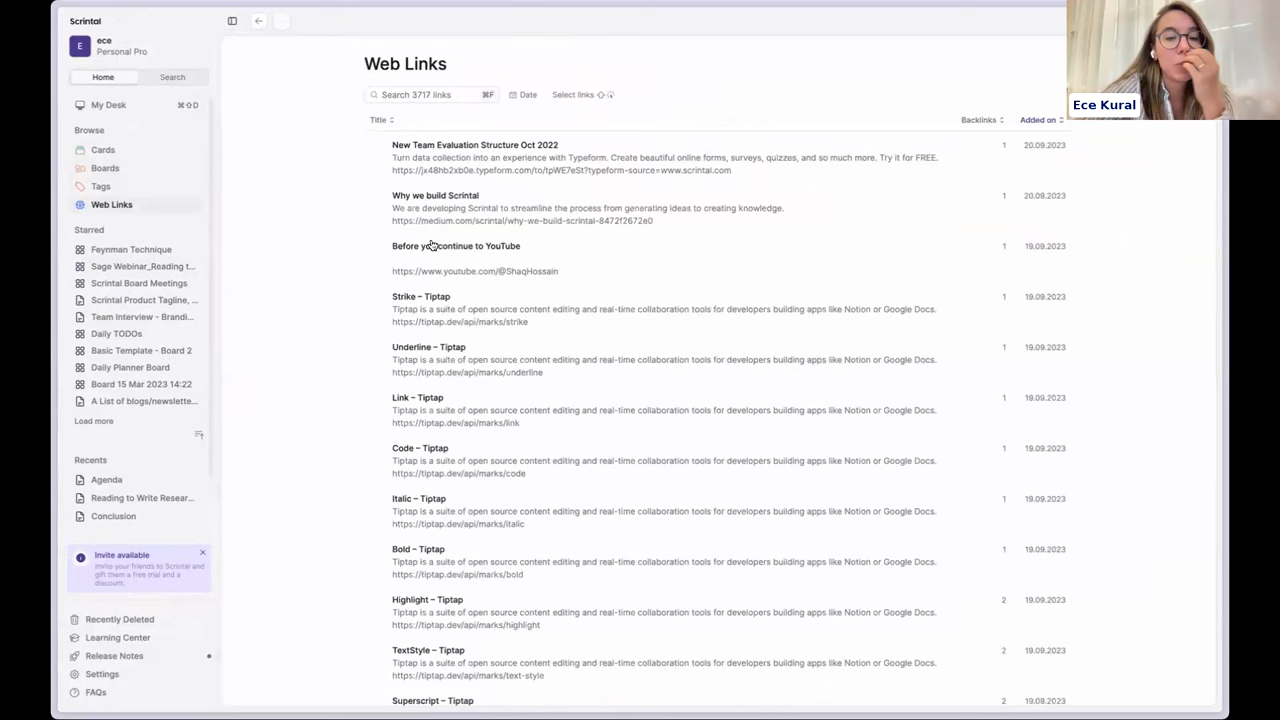 Scrintal
E
ece
Personal Pro
Home
Search
My Desk
⌘⇧D
Browse
Cards
Boards
Tags
Web Links
Starred
Feynman Technique
Sage Webinar_Reading t...
Scrintal Board Meetings
Scrintal Product Tagline, ...
Team Interview - Brandi...
Daily TODOs
Basic Template - Board 2
Daily Planner Board
Board 15 Mar 2023 14:22
A List of blogs/newslette...
Load more
Recents
Agenda
Reading to Write Resear...
Conclusion
Invite available
Invite your friends to Scrintal and
gift them a free trial and a
discount.
Recently Deleted
Learning Center
Release Notes
Settings
FAQs
Web Links
Search 3717 links
⌘F
Date
Select links
Title
Backlinks
Added on
New Team Evaluation Structure Oct 2022
1
20.09.2023
Turn data collection into an experience with Typeform. Create beautiful online forms, surveys, quizzes, and so much more. Try it for FREE.
https://jx48hb2xb0e.typeform.com/to/tpWE7eSt?typeform-source=www.scrintal.com
Why we build Scrintal
1
20.09.2023
We are developing Scrintal to streamline the process from generating ideas to creating knowledge.
https://medium.com/scrintal/why-we-build-scrintal-8472f2672e0
Before you continue to YouTube
1
19.09.2023
https://www.youtube.com/@ShaqHossain
Strike – Tiptap
1
19.09.2023
Tiptap is a suite of open source content editing and real-time collaboration tools for developers building apps like Notion or Google Docs.
https://tiptap.dev/api/marks/strike
Underline – Tiptap
1
19.09.2023
Tiptap is a suite of open source content editing and real-time collaboration tools for developers building apps like Notion or Google Docs.
https://tiptap.dev/api/marks/underline
Link – Tiptap
1
19.09.2023
Tiptap is a suite of open source content editing and real-time collaboration tools for developers building apps like Notion or Google Docs.
https://tiptap.dev/api/marks/link
Code – Tiptap
1
19.09.2023
Tiptap is a suite of open source content editing and real-time collaboration tools for developers building apps like Notion or Google Docs.
https://tiptap.dev/api/marks/code
Italic – Tiptap
1
19.09.2023
Tiptap is a suite of open source content editing and real-time collaboration tools for developers building apps like Notion or Google Docs.
https://tiptap.dev/api/marks/italic
Bold – Tiptap
1
19.09.2023
Tiptap is a suite of open source content editing and real-time collaboration tools for developers building apps like Notion or Google Docs.
https://tiptap.dev/api/marks/bold
Highlight – Tiptap
2
19.09.2023
Tiptap is a suite of open source content editing and real-time collaboration tools for developers building apps like Notion or Google Docs.
https://tiptap.dev/api/marks/highlight
TextStyle – Tiptap
2
19.09.2023
Tiptap is a suite of open source content editing and real-time collaboration tools for developers building apps like Notion or Google Docs.
https://tiptap.dev/api/marks/text-style
Superscript – Tiptap
2
19.09.2023
Ece Kural